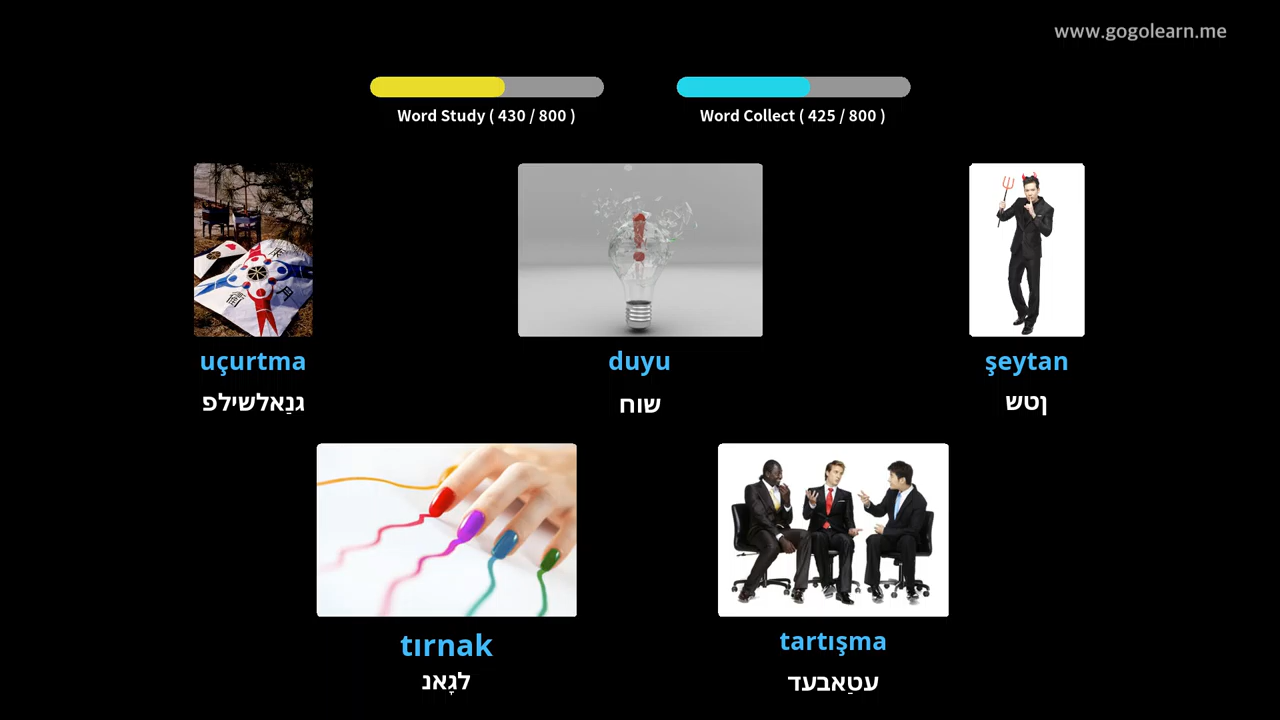 www.gogolearn.me
Word Study ( 430 / 800 )
Word Collect ( 425 / 800 )
uçurtma
גנַאלשילפ
duyu
שוח
şeytan
ןטש
tırnak
לגָאנ
tartışma
עטַאבעד